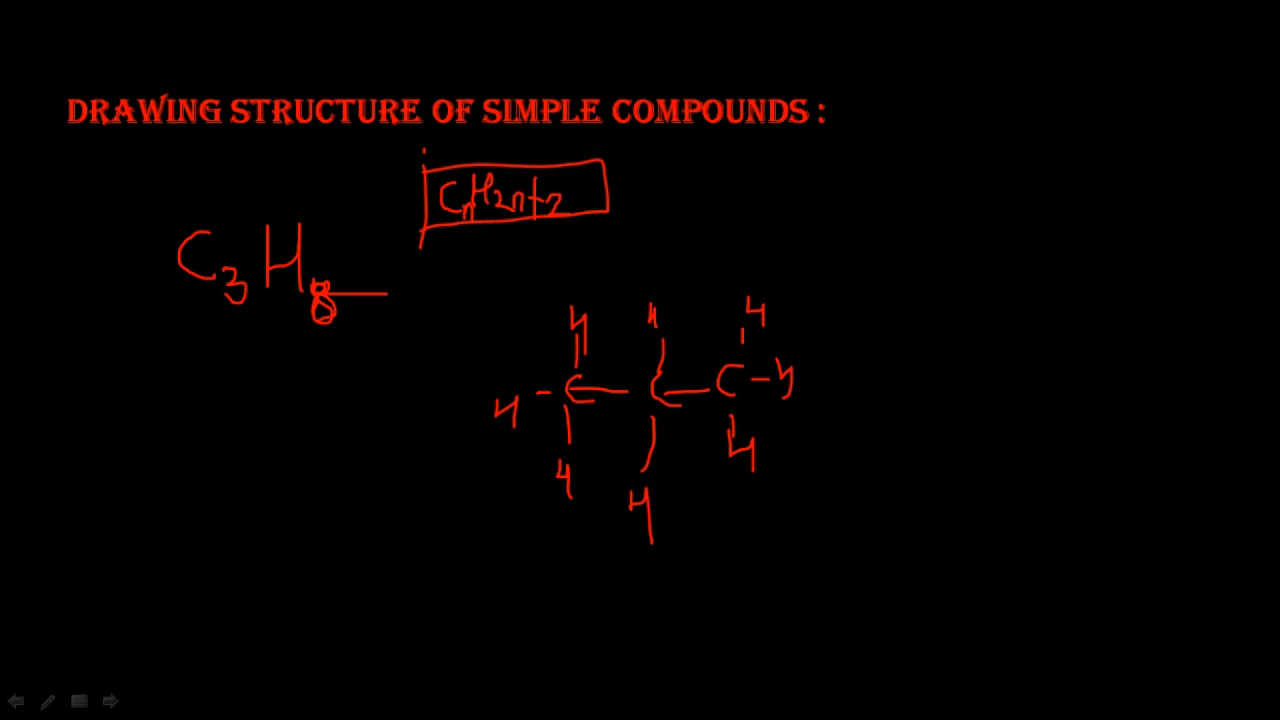 DRAWING STRUCTURE OF SIMPLE COMPOUNDS :
CnH2n+2
C3H8
H H H
H - C - C - C - H
H H H